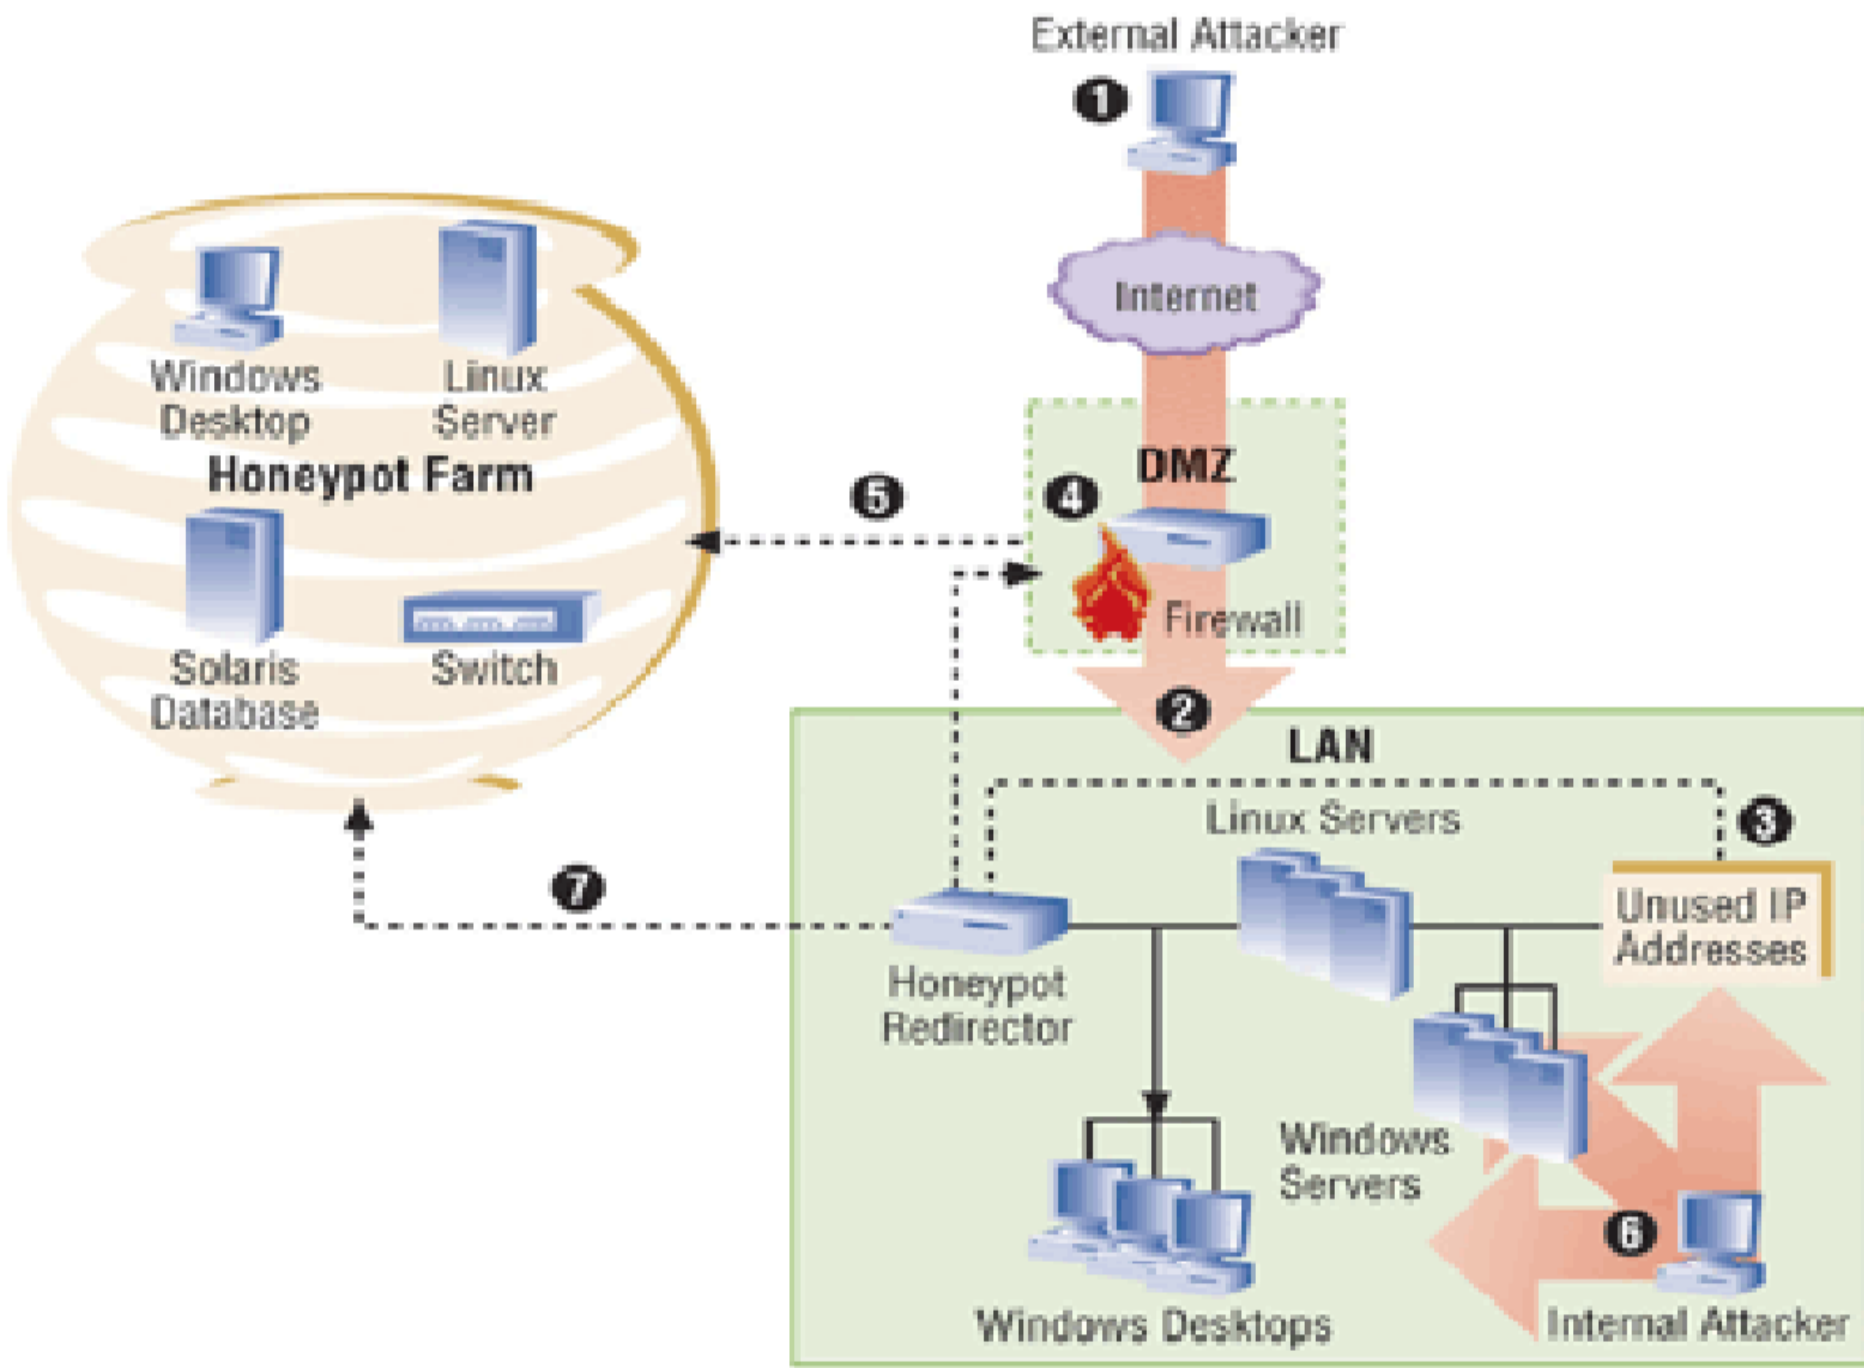 External Attacker
1
Internet
Windows
Desktop
Linux
Server
Honeypot Farm
Solaris
Database
Switch
5
4
DMZ
Firewall
2
LAN
Linux Servers
3
Unused IP
Addresses
7
Honeypot
Redirector
Windows
Servers
6
Windows Desktops
Internal Attacker